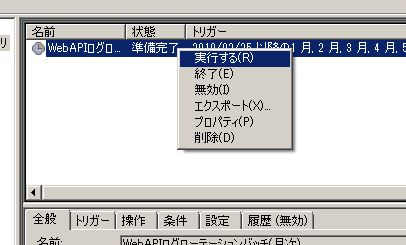 名前 状態 トリガー
WebAPIログロ... 準備完了 2010/02/25 以降の1月, 2月, 3月, 4月, 5
実行する(R)
終了(E)
無効(I)
エクスポート(X)...
プロパティ(P)
削除(D)
全般 トリガー 操作 条件 設定 履歴 (無効)
名前: WebAPIログローテーションバッチ(月次)